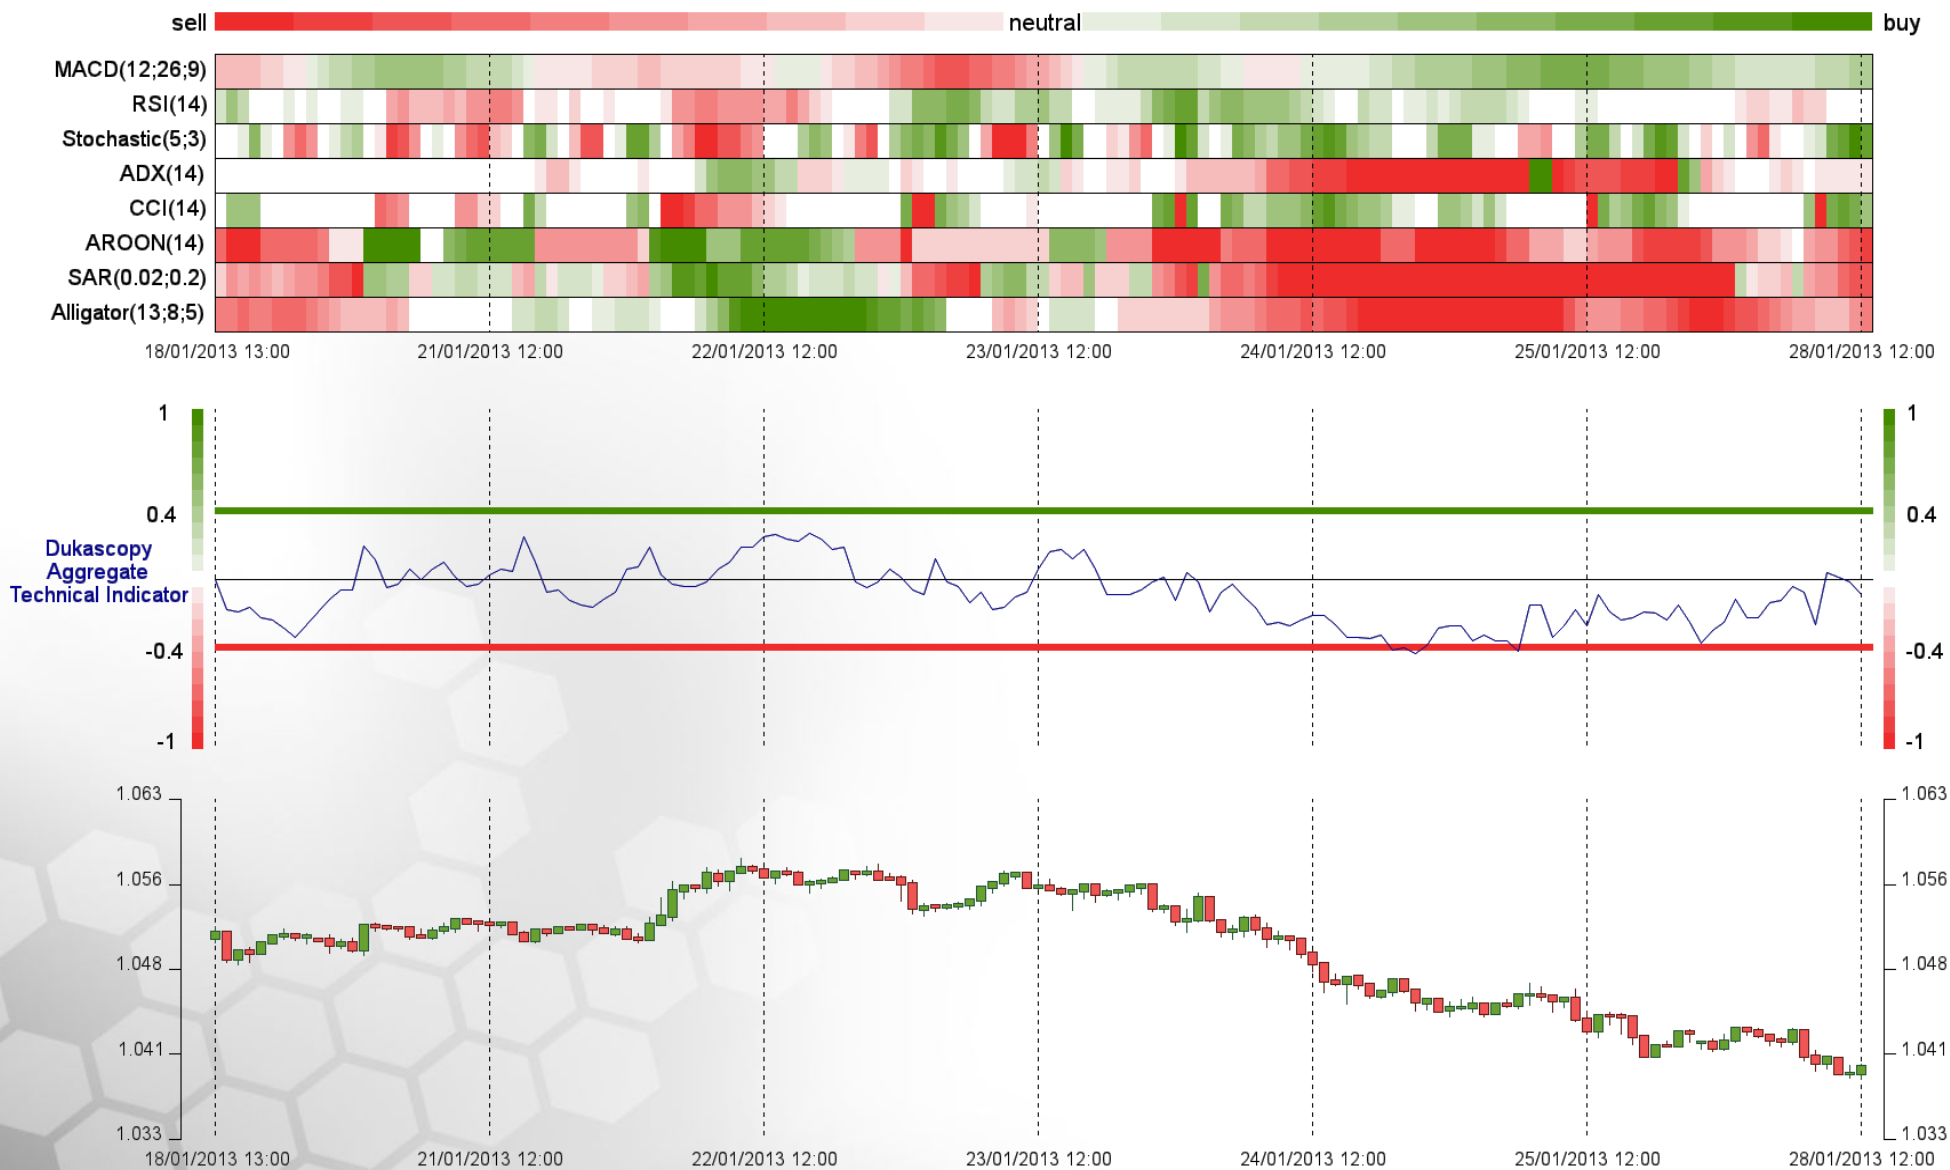 sell neutral buy
MACD(12;26;9)
RSI(14)
Stochastic(5;3)
ADX(14)
CCI(14)
AROON(14)
SAR(0.02;0.2)
Alligator(13;8;5)
18/01/2013 13:00 21/01/2013 12:00 22/01/2013 12:00 23/01/2013 12:00 24/01/2013 12:00 25/01/2013 12:00 28/01/2013 12:00
1 1
0.4 0.4
Dukascopy
Aggregate
Technical Indicator
-0.4 -0.4
-1 -1
1.063 1.063
1.056 1.056
1.048 1.048
1.041 1.041
1.033 1.033
18/01/2013 13:00 21/01/2013 12:00 22/01/2013 12:00 23/01/2013 12:00 24/01/2013 12:00 25/01/2013 12:00 28/01/2013 12:00